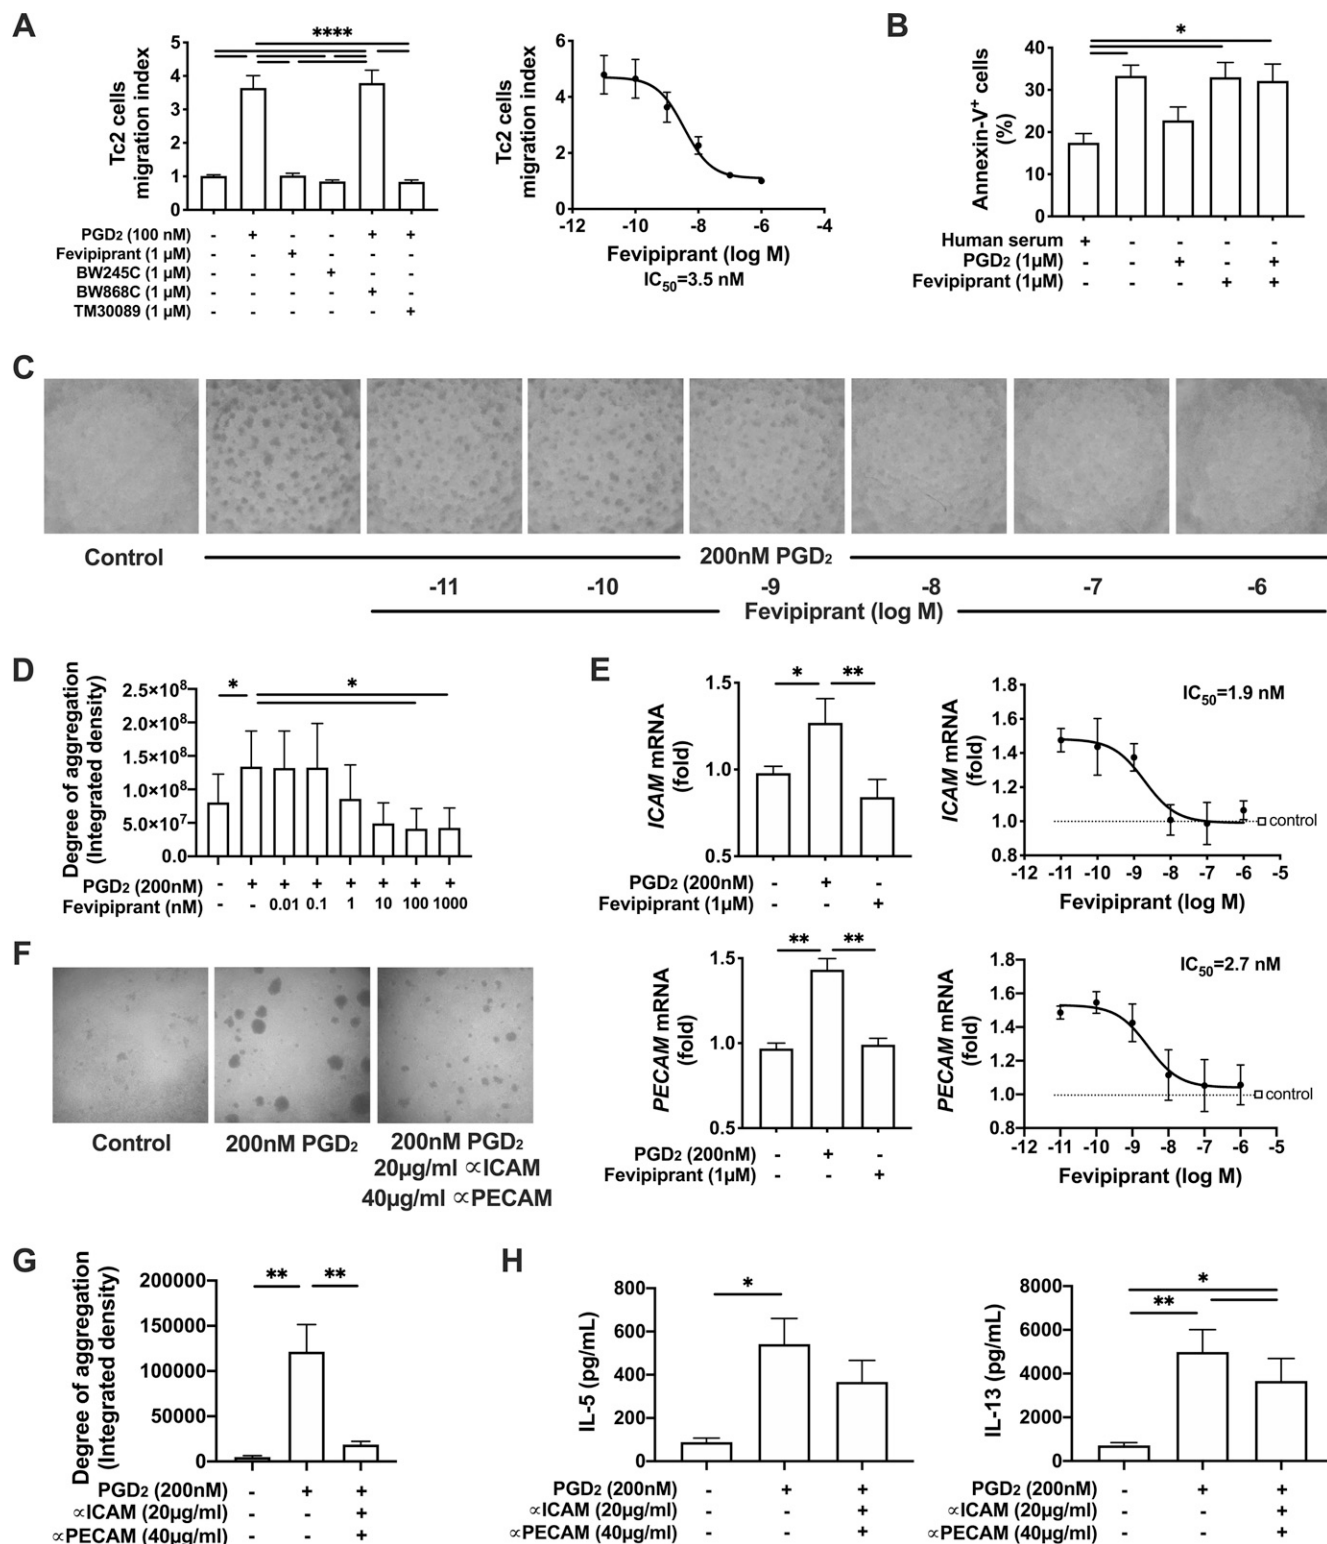 A
Tc2 cells
migration index
5
4
3
2
1
0
****
PGD₂ (100 nM) - + - - + +
Fevipiprant (1 µM) - - + - - -
BW245C (1 µM) - - - + - -
BW868C (1 µM) - - - - + -
TM30089 (1 µM) - - - - - +
Tc2 cells
migration index
6
4
2
0
-12 -10 -8 -6 -4
Fevipiprant (log M)
IC₅₀=3.5 nM
B
Annexin-V⁺ cells
(%)
40
30
20
10
0
*
Human serum + - - - -
PGD₂ (1µM) - - + - +
Fevipiprant (1µM) - - - + +
C
Control
200nM PGD₂
-11 -10 -9 -8 -7 -6
Fevipiprant (log M)
D
Degree of aggregation
(Integrated density)
2.5×10⁸
2.0×10⁸
1.5×10⁸
1.0×10⁸
5.0×10⁷
0.0
* *
PGD₂ (200nM) - + + + + + + +
Fevipiprant (nM) - - 0.01 0.1 1 10 100 1000
E
ICAM mRNA
(fold)
1.5
1.0
0.5
* **
PGD₂ (200nM) - + -
Fevipiprant (1µM) - - +
ICAM mRNA
(fold)
1.8
1.6
1.4
1.2
1.0
0.8
IC₅₀=1.9 nM
control
-12 -11 -10 -9 -8 -7 -6 -5
Fevipiprant (log M)
PECAM mRNA
(fold)
1.5
1.0
0.5
** **
PGD₂ (200nM) - + -
Fevipiprant (1µM) - - +
PECAM mRNA
(fold)
1.8
1.6
1.4
1.2
1.0
0.8
IC₅₀=2.7 nM
control
-12 -11 -10 -9 -8 -7 -6 -5
Fevipiprant (log M)
F
Control
200nM PGD₂
200nM PGD₂
20µg/ml ∝ICAM
40µg/ml ∝PECAM
G
Degree of aggregation
(Integrated density)
200000
150000
100000
50000
0
** **
PGD₂ (200nM) - + +
∝ICAM (20µg/ml) - - +
∝PECAM (40µg/ml) - - +
H
IL-5 (pg/mL)
800
600
400
200
0
*
PGD₂ (200nM) - + +
∝ICAM (20µg/ml) - - +
∝PECAM (40µg/ml) - - +
IL-13 (pg/mL)
8000
6000
4000
2000
0
*
**
PGD₂ (200nM) - + +
∝ICAM (20µg/ml) - - +
∝PECAM (40µg/ml) - - +